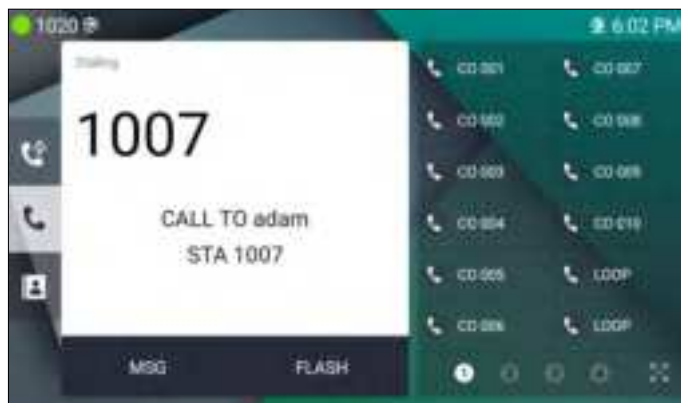 1020
6:02 PM
Dialing
1007
CALL TO adam
STA 1007
MSG
FLASH
CO 001
CO 007
CO 002
CO 008
CO 003
CO 009
CO 004
CO 010
CO 005
LOOP
CO 006
LOOP
1